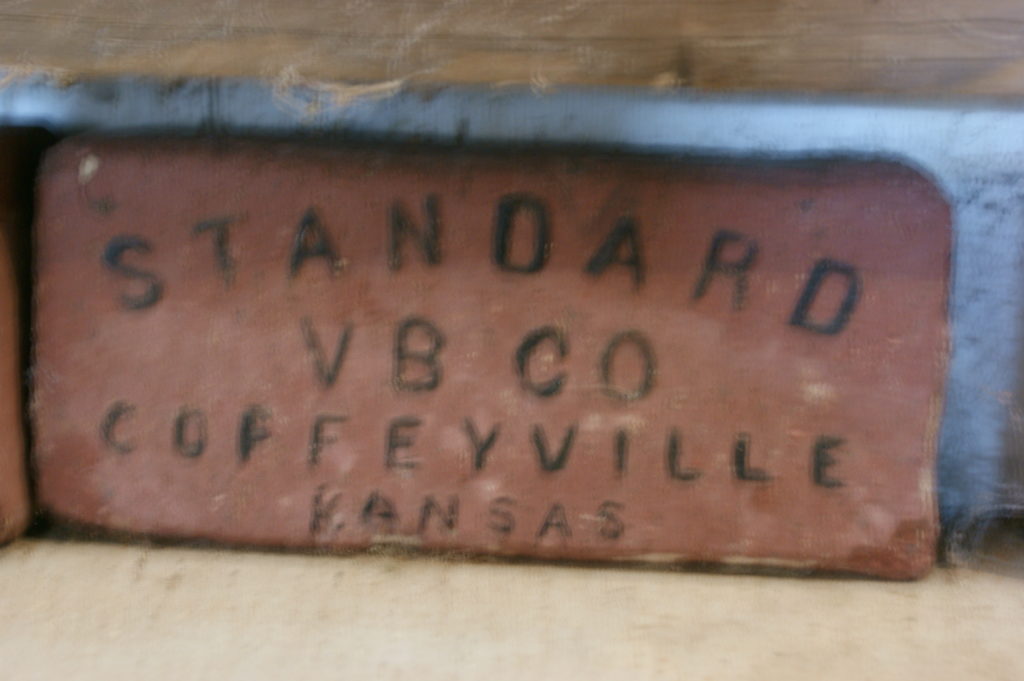 STANDARD
VB CO
COFFEYVILLE
KANSAS